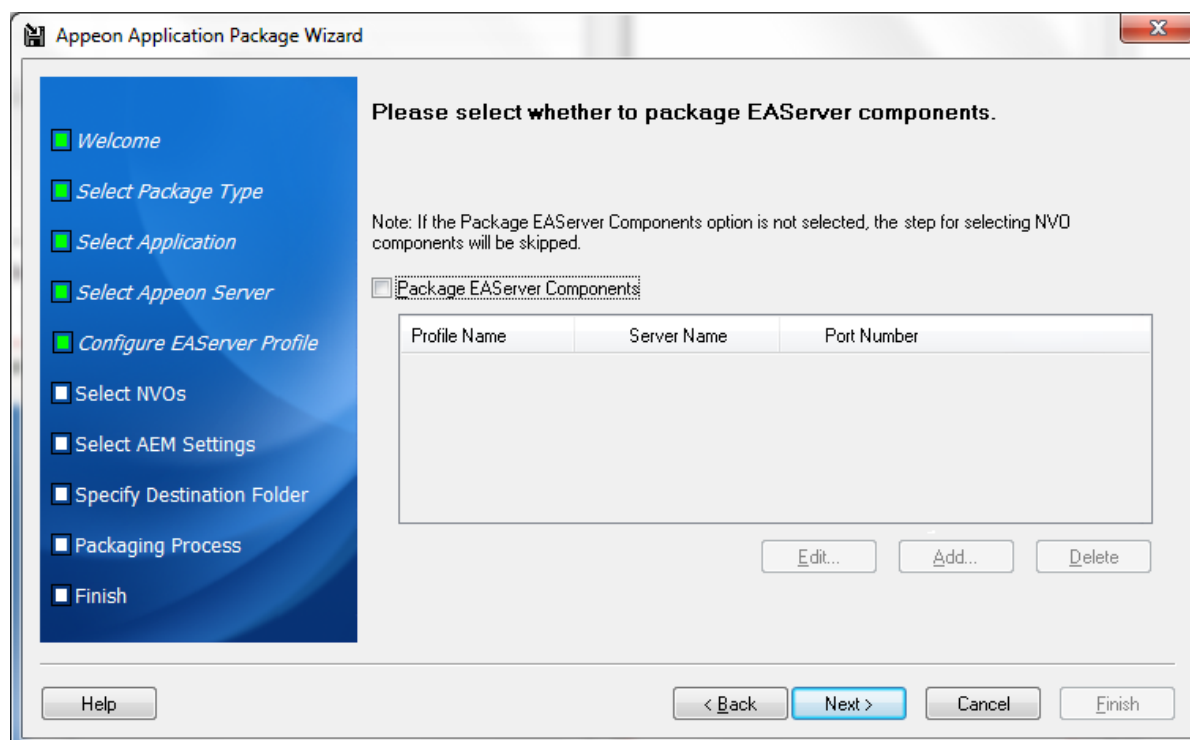 Appeon Application Package Wizard
Welcome
Select Package Type
Select Application
Select Appeon Server
Configure EAServer Profile
Select NVOs
Select AEM Settings
Specify Destination Folder
Packaging Process
Finish
Please select whether to package EAServer components.
Note: If the Package EAServer Components option is not selected, the step for selecting NVO
components will be skipped.
Package EAServer Components
Profile Name Server Name Port Number
Edit... Add... Delete
Help < Back Next > Cancel Finish